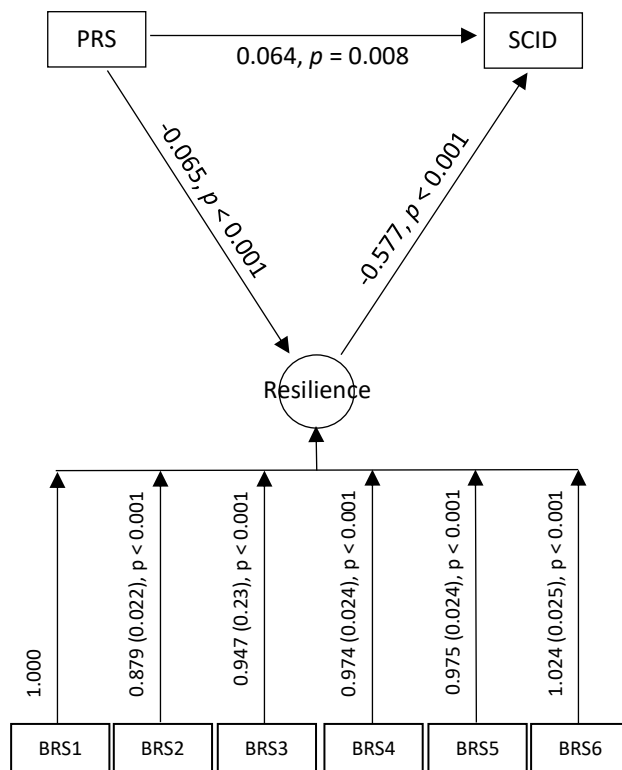 PRS
SCID
0.064, p = 0.008
-0.065, p < 0.001
-0.577, p < 0.001
Resilience
1.000
0.879 (0.022), p < 0.001
0.947 (0.23), p < 0.001
0.974 (0.024), p < 0.001
0.975 (0.024), p < 0.001
1.024 (0.025), p < 0.001
BRS1
BRS2
BRS3
BRS4
BRS5
BRS6